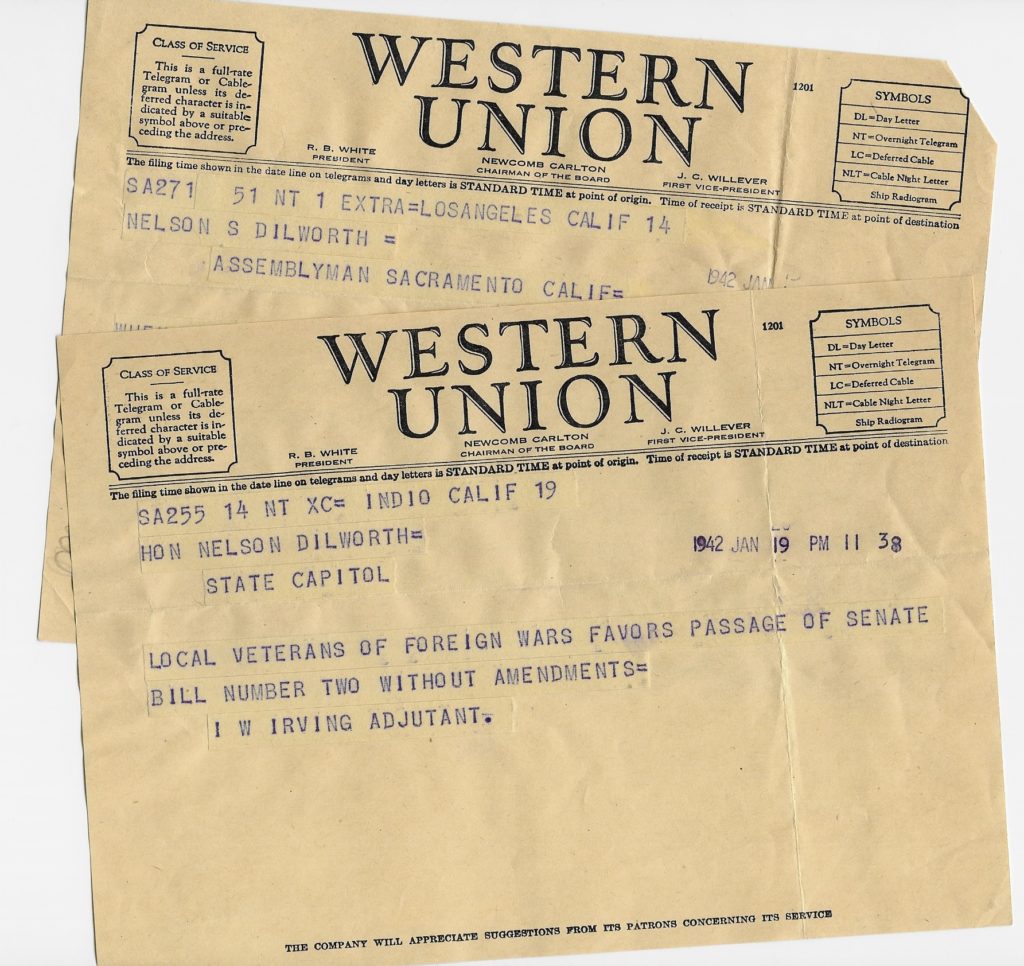 CLASS OF SERVICE
This is a full-rate
Telegram or Cable-
gram unless its de-
ferred character is in-
dicated by a suitable
symbol above or pre-
ceding the address.
WESTERN
UNION
1201
SYMBOLS
DL=Day Letter
NT=Overnight Telegram
LC=Deferred Cable
NLT=Cable Night Letter
Ship Radiogram
R. B. WHITE
PRESIDENT
NEWCOMB CARLTON
CHAIRMAN OF THE BOARD
J. C. WILLEVER
FIRST VICE-PRESIDENT
The filing time shown in the date line on telegrams and day letters is STANDARD TIME at point of origin. Time of receipt is STANDARD TIME at point of destination
SA271 51 NT 1 EXTRA=LOSANGELES CALIF 14
NELSON S DILWORTH =
ASSEMBLYMAN SACRAMENTO CALIF=
1942 JAN
CLASS OF SERVICE
This is a full-rate
Telegram or Cable-
gram unless its de-
ferred character is in-
dicated by a suitable
symbol above or pre-
ceding the address.
WESTERN
UNION
1201
SYMBOLS
DL=Day Letter
NT=Overnight Telegram
LC=Deferred Cable
NLT=Cable Night Letter
Ship Radiogram
R. B. WHITE
PRESIDENT
NEWCOMB CARLTON
CHAIRMAN OF THE BOARD
J. C. WILLEVER
FIRST VICE-PRESIDENT
The filing time shown in the date line on telegrams and day letters is STANDARD TIME at point of origin. Time of receipt is STANDARD TIME at point of destination
SA255 14 NT XC= INDIO CALIF 19
HON NELSON DILWORTH=
1942 JAN 19 PM 11 38
STATE CAPITOL
LOCAL VETERANS OF FOREIGN WARS FAVORS PASSAGE OF SENATE
BILL NUMBER TWO WITHOUT AMENDMENTS=
I W IRVING ADJUTANT.
THE COMPANY WILL APPRECIATE SUGGESTIONS FROM ITS PATRONS CONCERNING ITS SERVICE